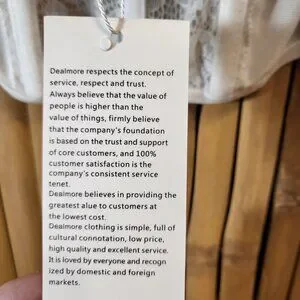 Dealmore respects the concept of
service, respect and trust.
Always believe that the value of
people is higher than the
value of things, firmly believe
that the company's foundation
is based on the trust and support
of core customers, and 100%
customer satisfaction is the
company's consistent service
tenet.
Dealmore believes in providing the
greatest alue to customers at
the lowest cost.
Dealmore clothing is simple, full of
cultural connotation, low price,
high quality and excellent service.
It is loved by everyone and recogn
ized by domestic and foreign
markets.